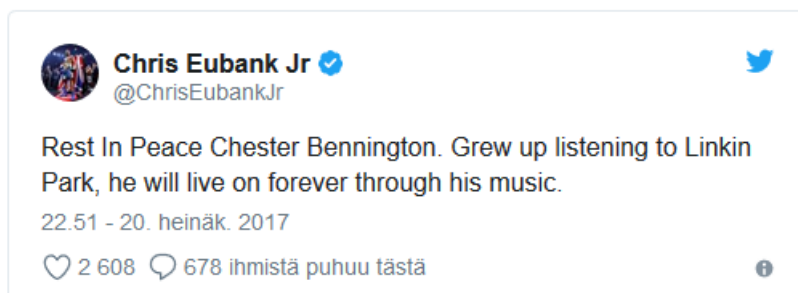 Chris Eubank Jr
@ChrisEubankJr
Rest In Peace Chester Bennington. Grew up listening to Linkin
Park, he will live on forever through his music.
22.51 - 20. heinäk. 2017
2 608 678 ihmistä puhuu tästä